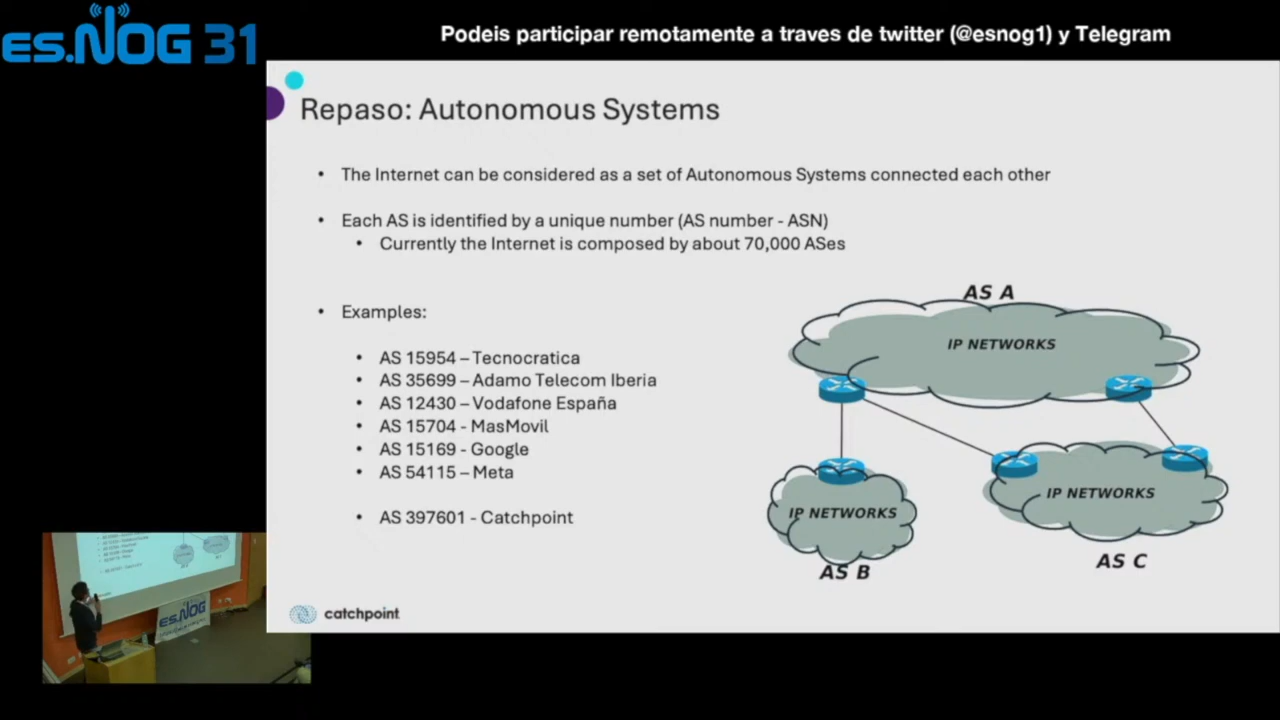 es.NOG 31
Podeis participar remotamente a traves de twitter (@esnog1) y Telegram
Repaso: Autonomous Systems
• The Internet can be considered as a set of Autonomous Systems connected each other
• Each AS is identified by a unique number (AS number - ASN)
• Currently the Internet is composed by about 70,000 ASes
• Examples:
• AS 15954 – Tecnocratica
• AS 35699 – Adamo Telecom Iberia
• AS 12430 – Vodafone España
• AS 15704 - MasMovil
• AS 15169 - Google
• AS 54115 – Meta
• AS 397601 - Catchpoint
AS A
IP NETWORKS
IP NETWORKS
AS B
IP NETWORKS
AS C
catchpoint
es.NOG